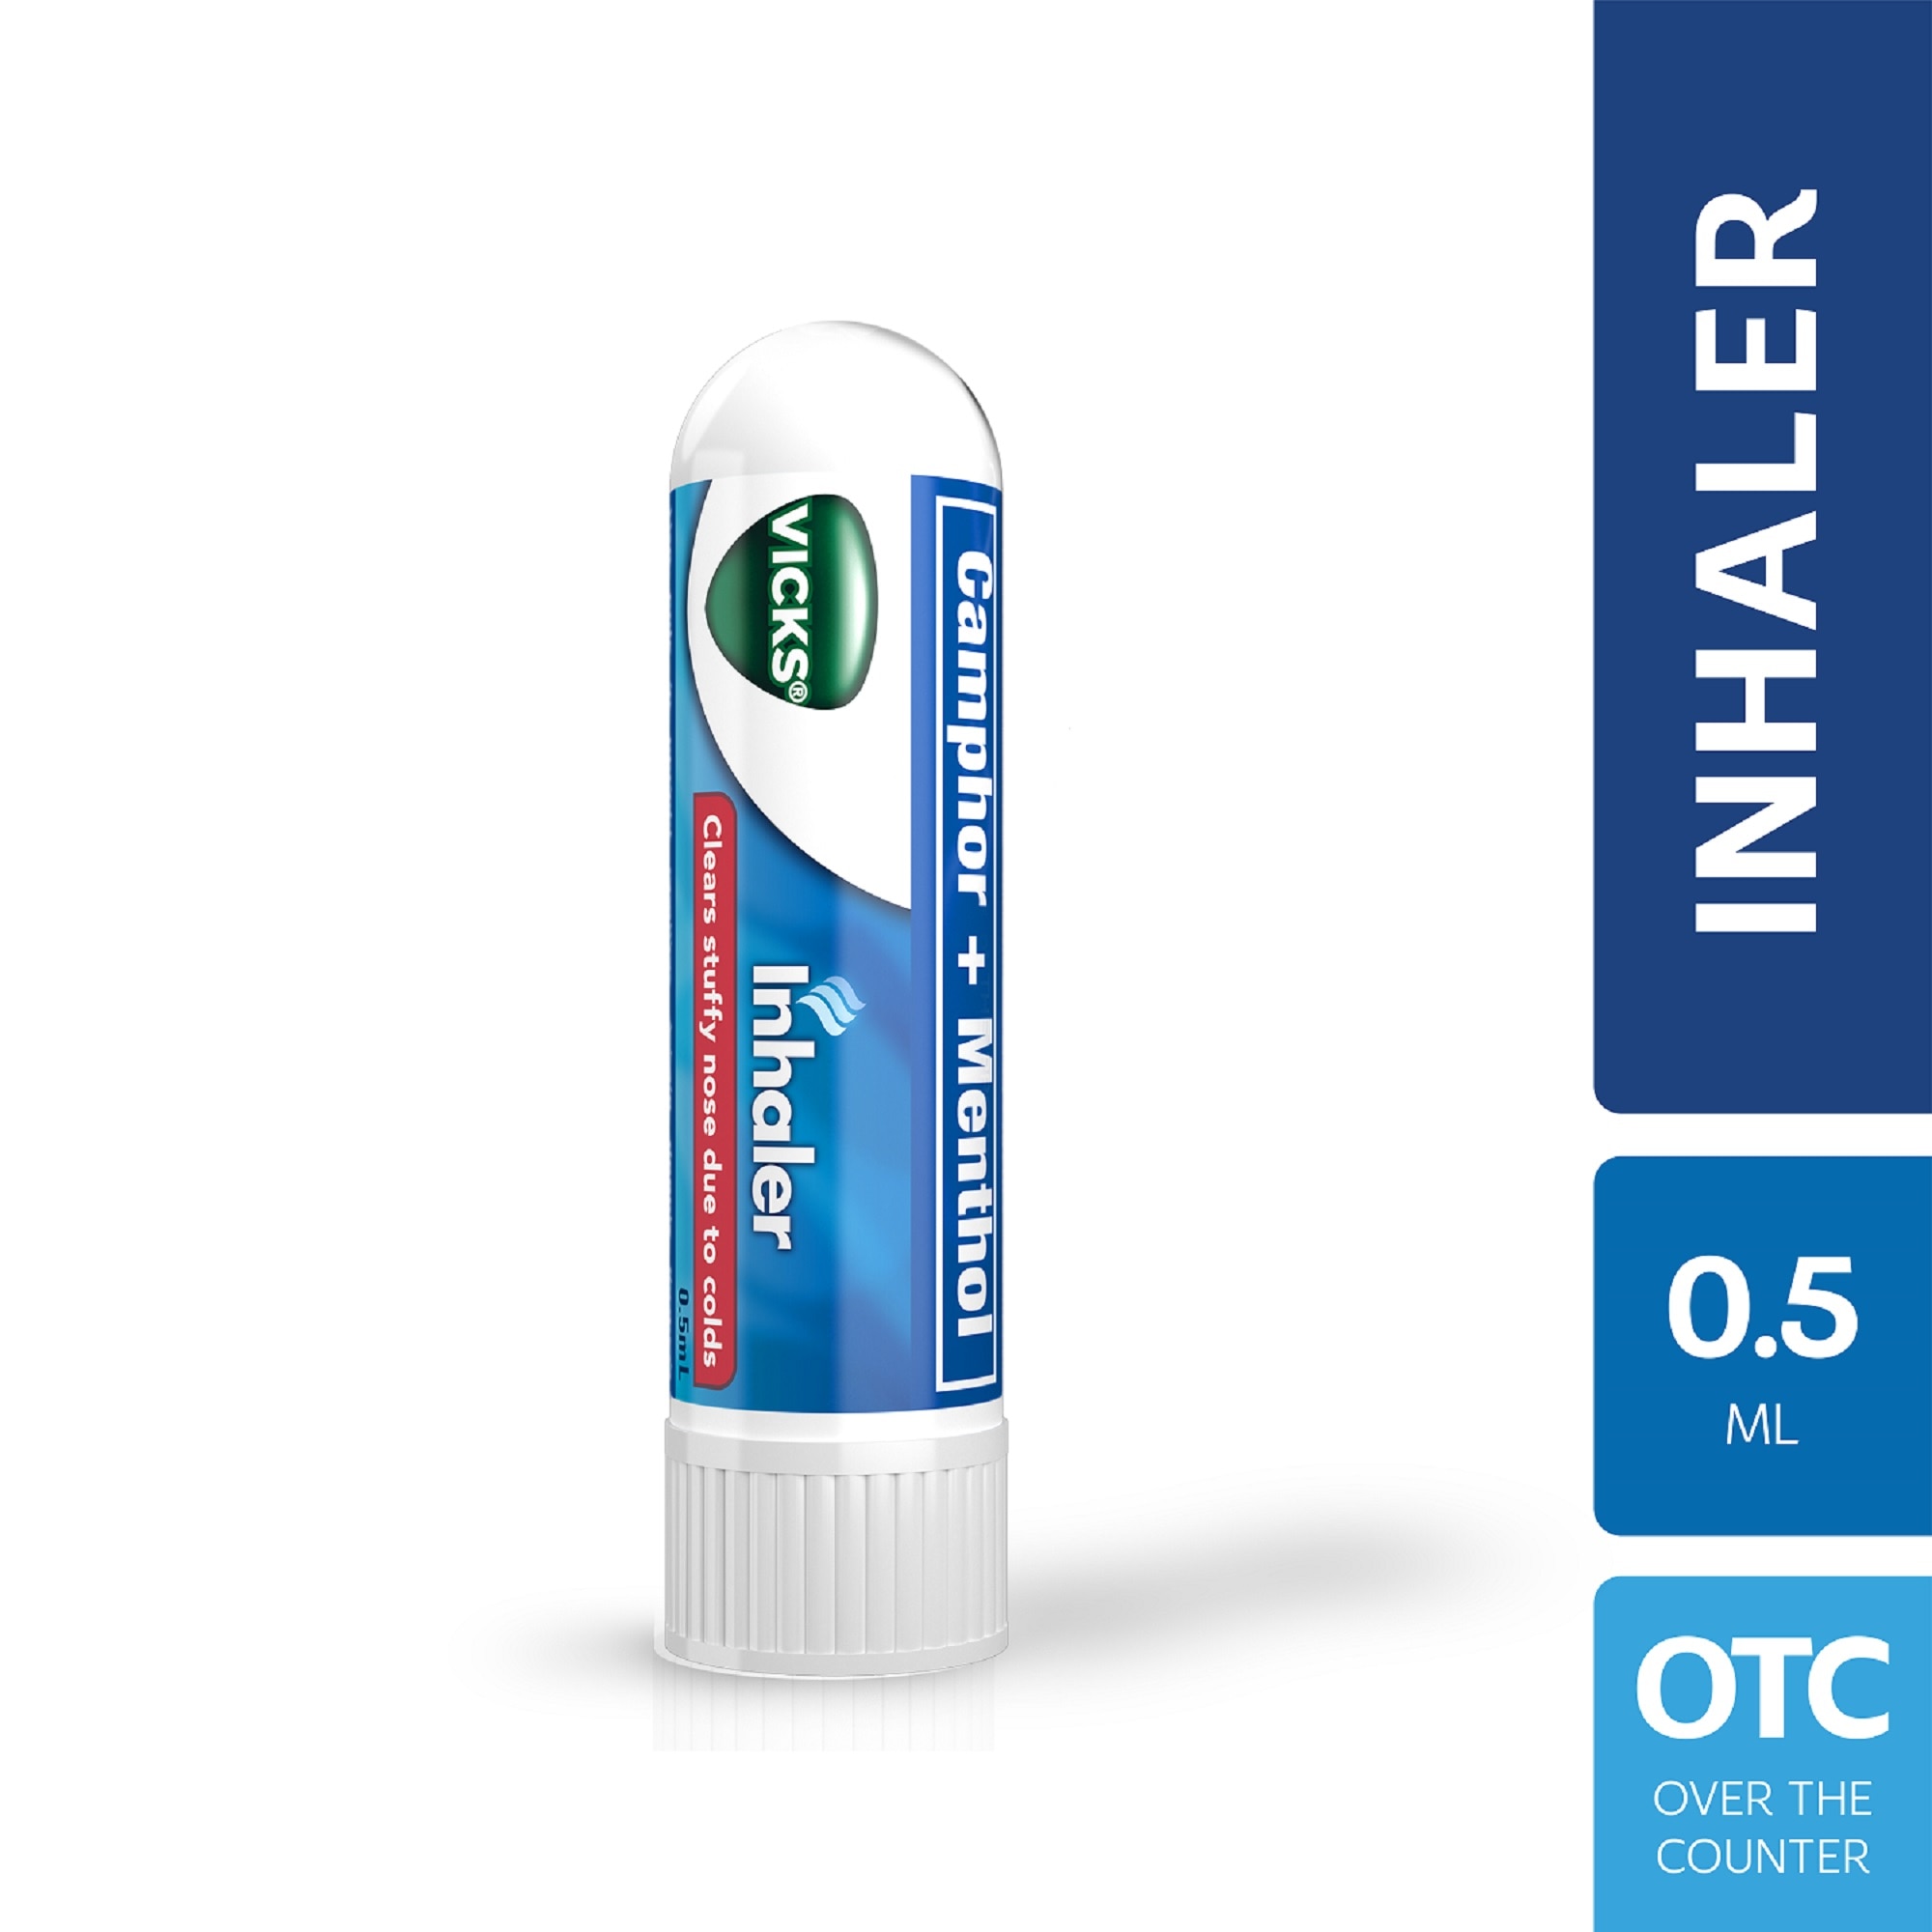 VICKS®
Camphor + Menthol
Inhaler
Clears stuffy nose due to colds
0.5mL
INHALER
0.5
ML
OTC
OVER THE
COUNTER